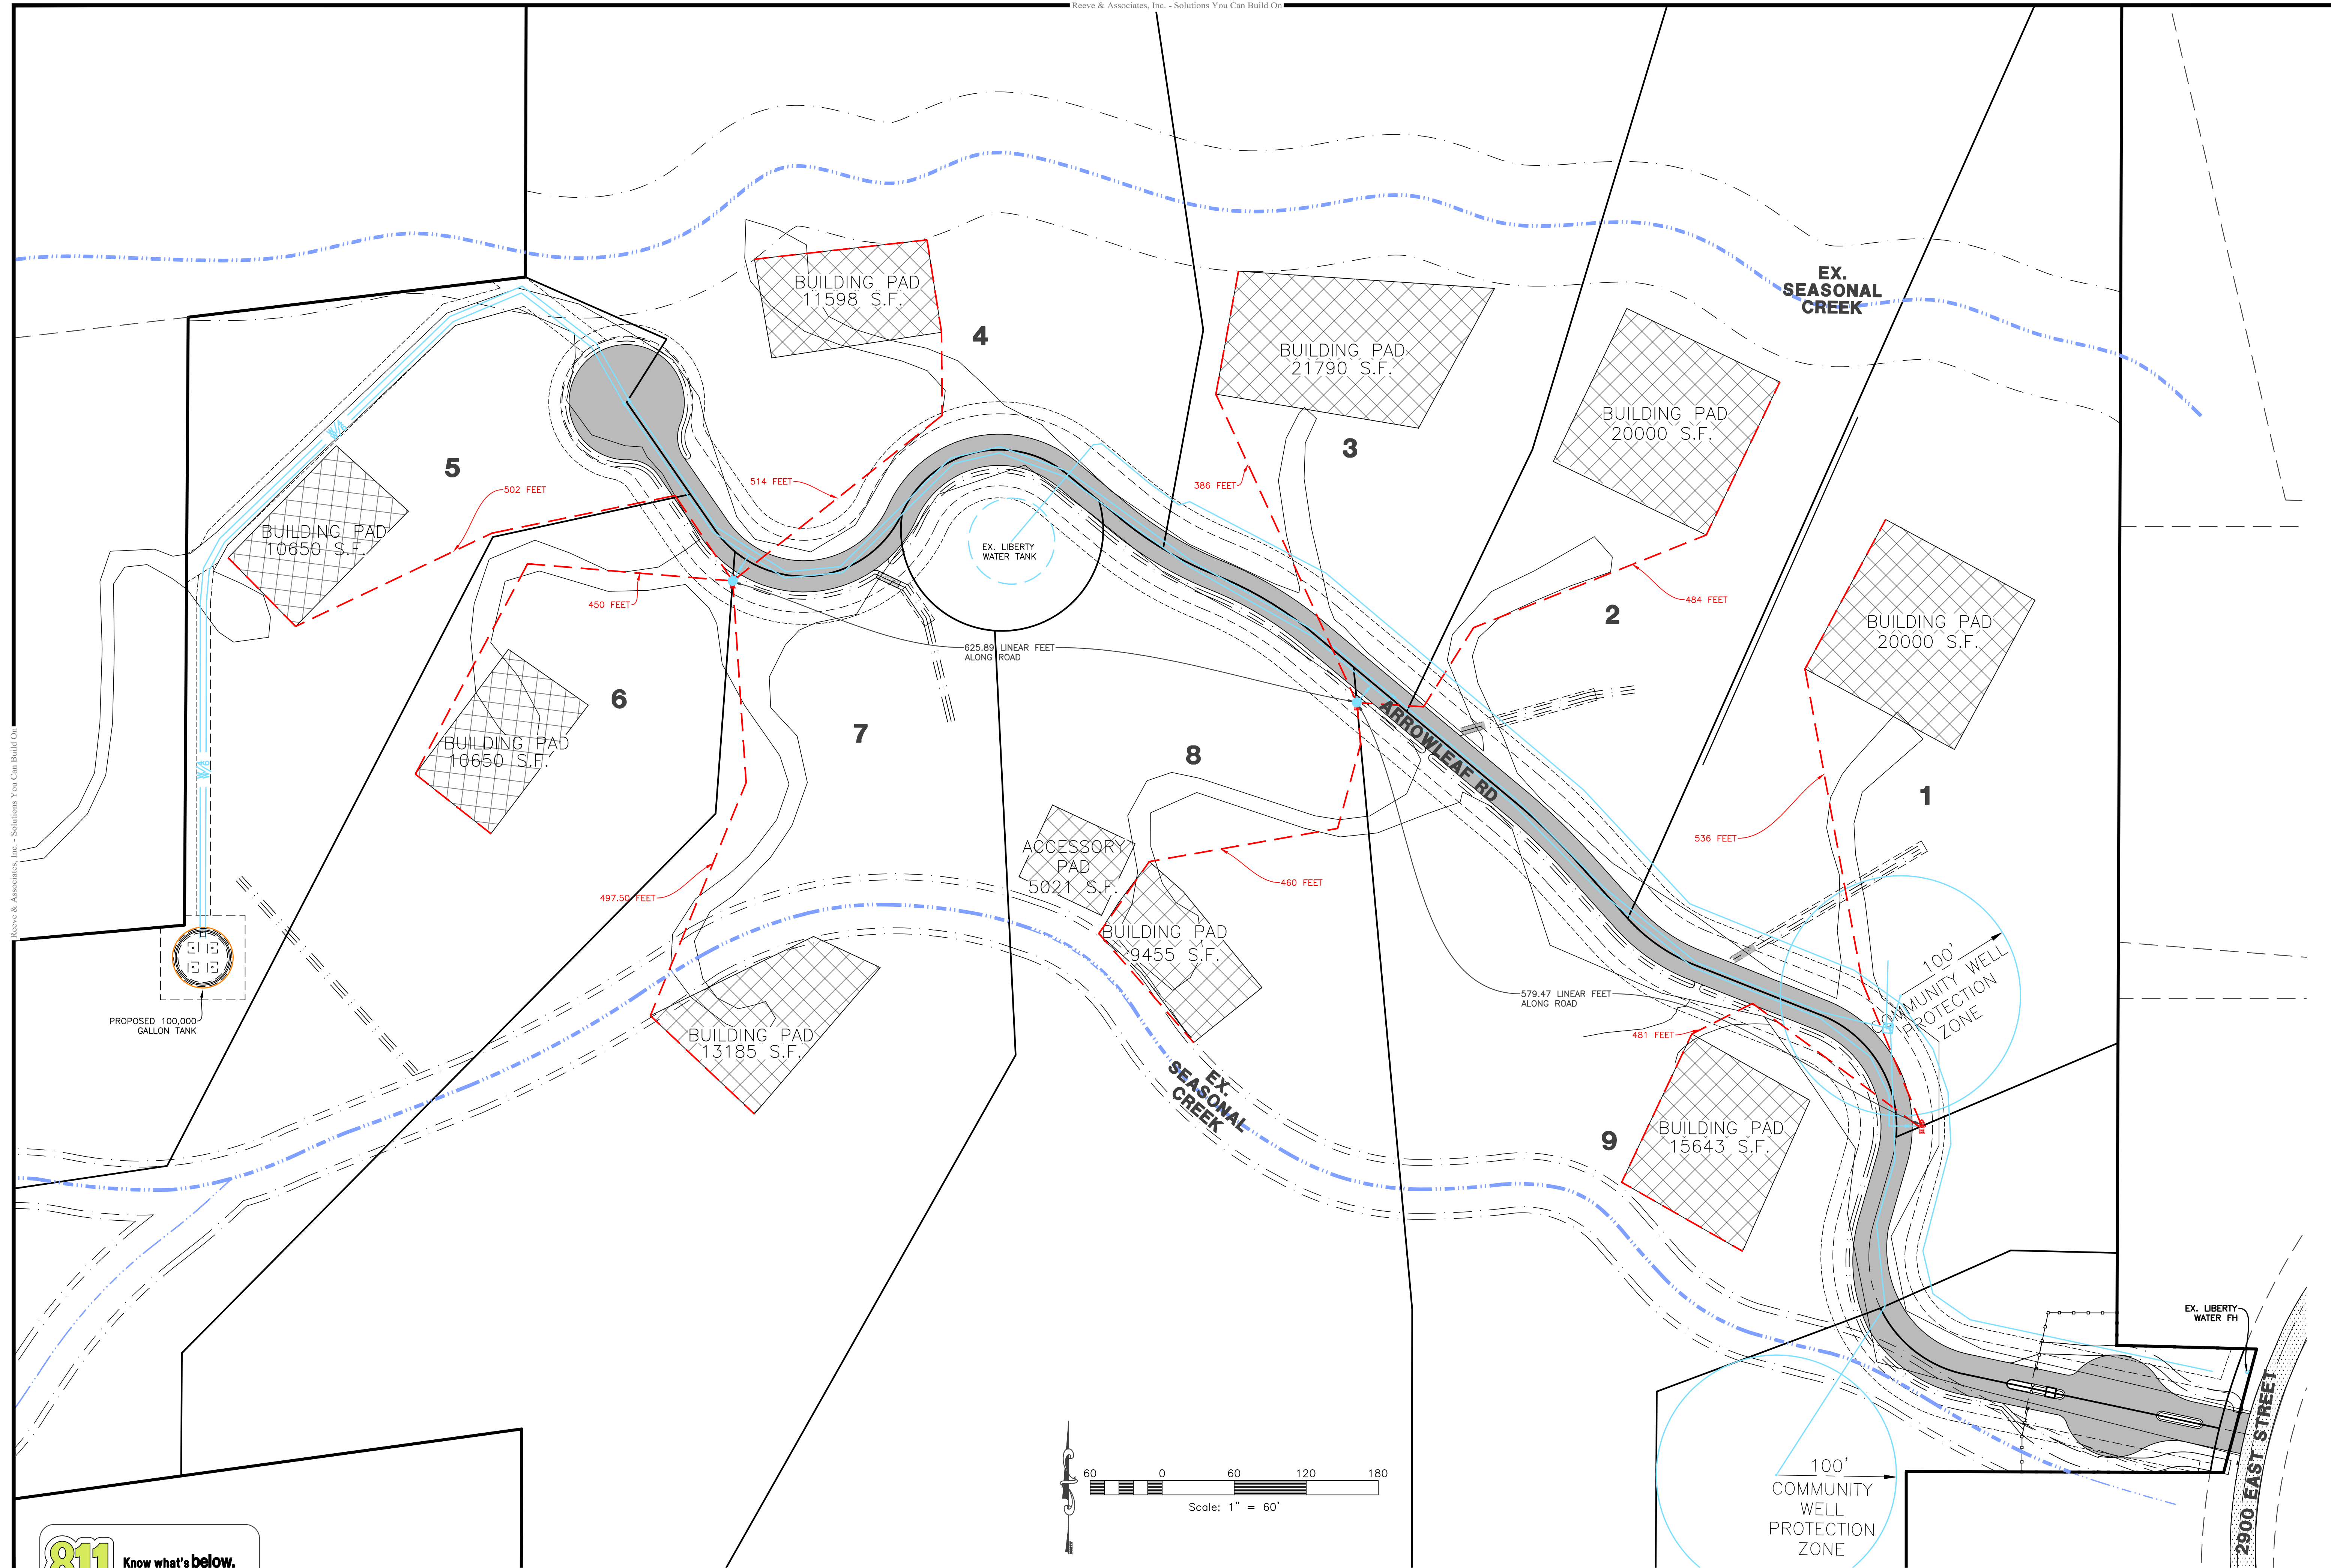 Reeve & Associates, Inc. - Solutions You Can Build On
EX.
SEASONAL
CREEK
BUILDING PAD
11598 S.F.
4
BUILDING PAD
21790 S.F.
3
BUILDING PAD
20000 S.F.
2
BUILDING PAD
20000 S.F.
1
5
BUILDING PAD
10650 S.F.
502 FEET
514 FEET
386 FEET
484 FEET
450 FEET
EX. LIBERTY
WATER TANK
625.89 LINEAR FEET
ALONG ROAD
6
BUILDING PAD
10650 S.F.
7
8
ARROWLEAF RD
536 FEET
ACCESSORY
PAD
5021 S.F.
460 FEET
497.50 FEET
BUILDING PAD
9455 S.F.
579.47 LINEAR FEET
ALONG ROAD
100'
COMMUNITY WELL
PROTECTION
ZONE
PROPOSED 100,000
GALLON TANK
BUILDING PAD
13185 S.F.
481 FEET
EX.
SEASONAL
CREEK
9
BUILDING PAD
15643 S.F.
EX. LIBERTY
WATER FH
2900 EAST STREET
60 0 60 120 180
Scale: 1" = 60'
100'
COMMUNITY
WELL
PROTECTION
ZONE
811
Know what's below.
Reeve & Associates, Inc. - Solutions You Can Build On